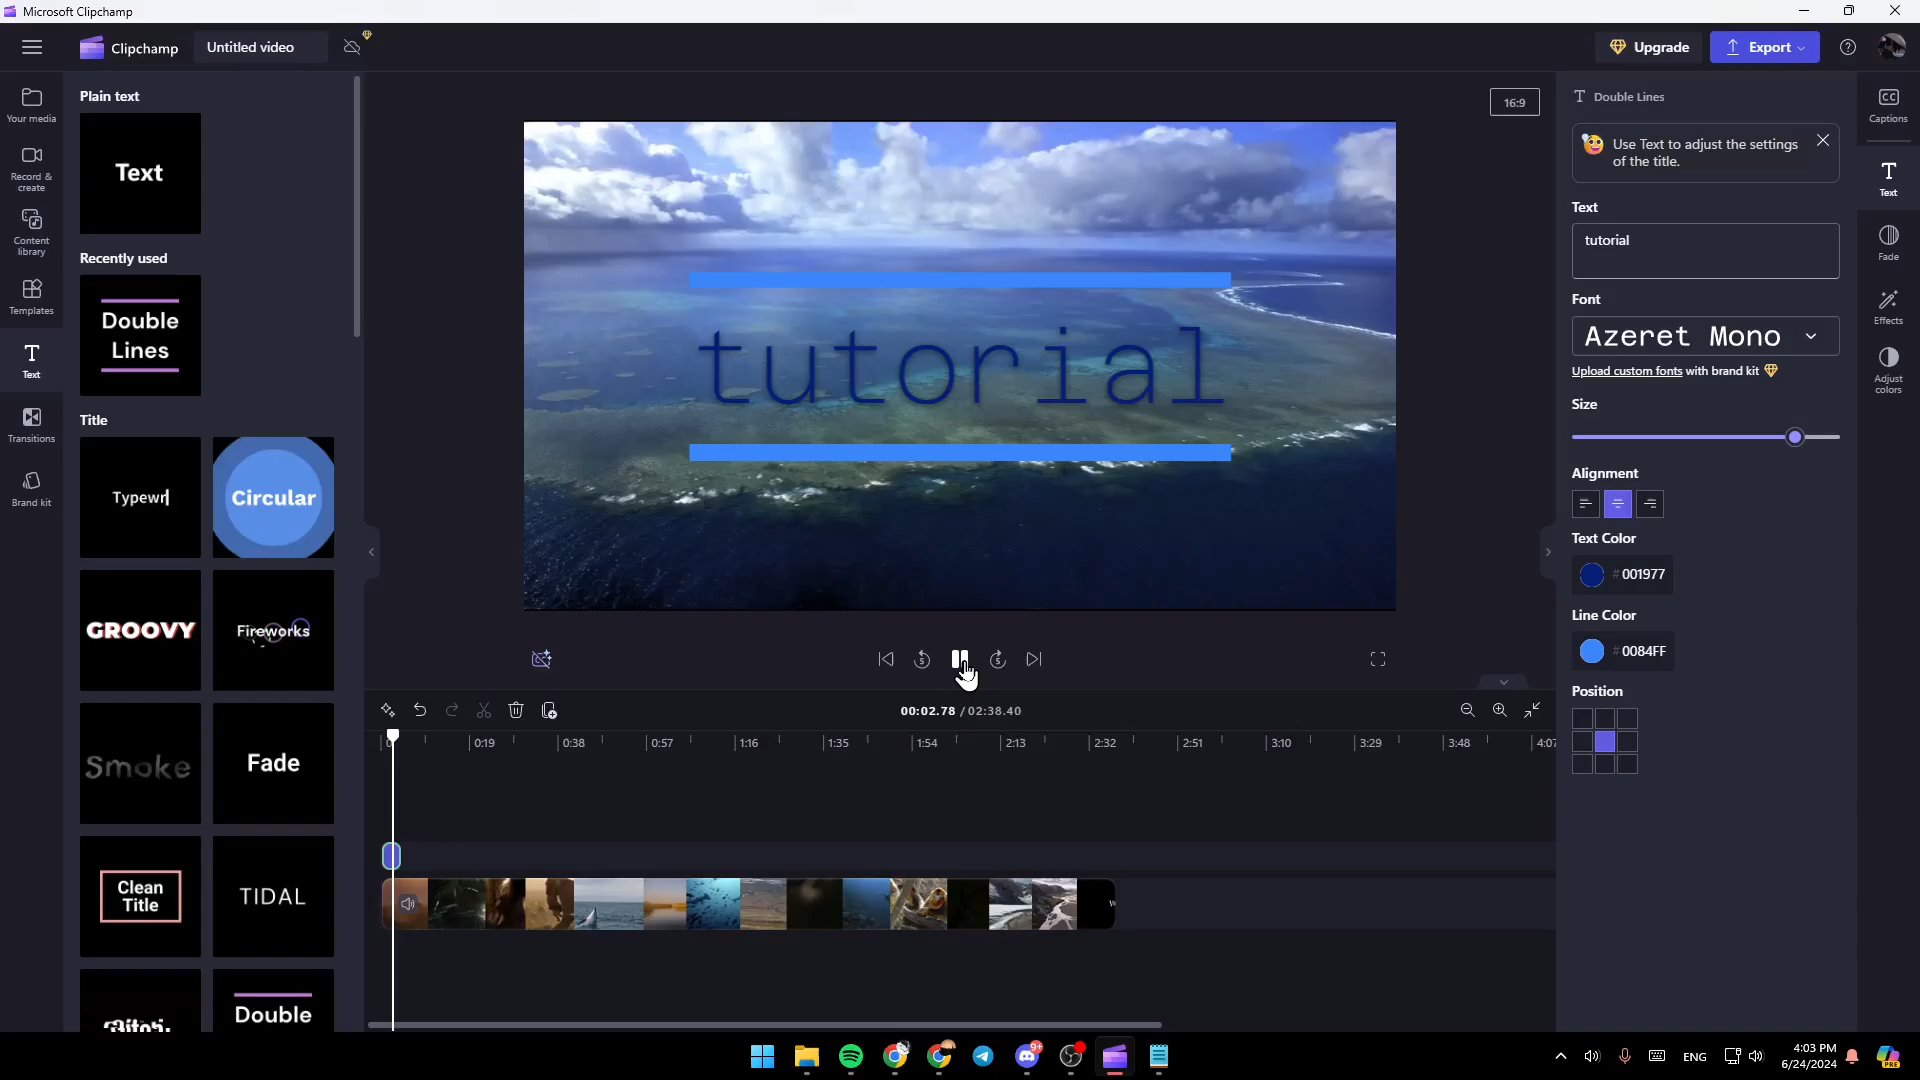 Microsoft Clipchamp
Clipchamp
Untitled video
Upgrade
Export
Your media
Record &
create
Content
library
Templates
Text
Transitions
Brand kit
Plain text
Text
Recently used
Double
Lines
Title
Typewr
Circular
GROOVY
Fireworks
Smoke
Fade
Clean
Title
TIDAL
Double
16:9
tutorial
5
5
00:02.78 / 02:38.40
0 0:19 0:38 0:57 1:16 1:35 1:54 2:13 2:32 2:51 3:10 3:29 3:48 4:07
Double Lines
Use Text to adjust the settings
of the title.
Text
tutorial
Font
Azeret Mono
Upload custom fonts with brand kit
Size
Alignment
Text Color
#001977
Line Color
#0084FF
Position
CC
Captions
Text
Fade
Effects
Adjust
colors
9+
ENG
4:03 PM
6/24/2024
PRE